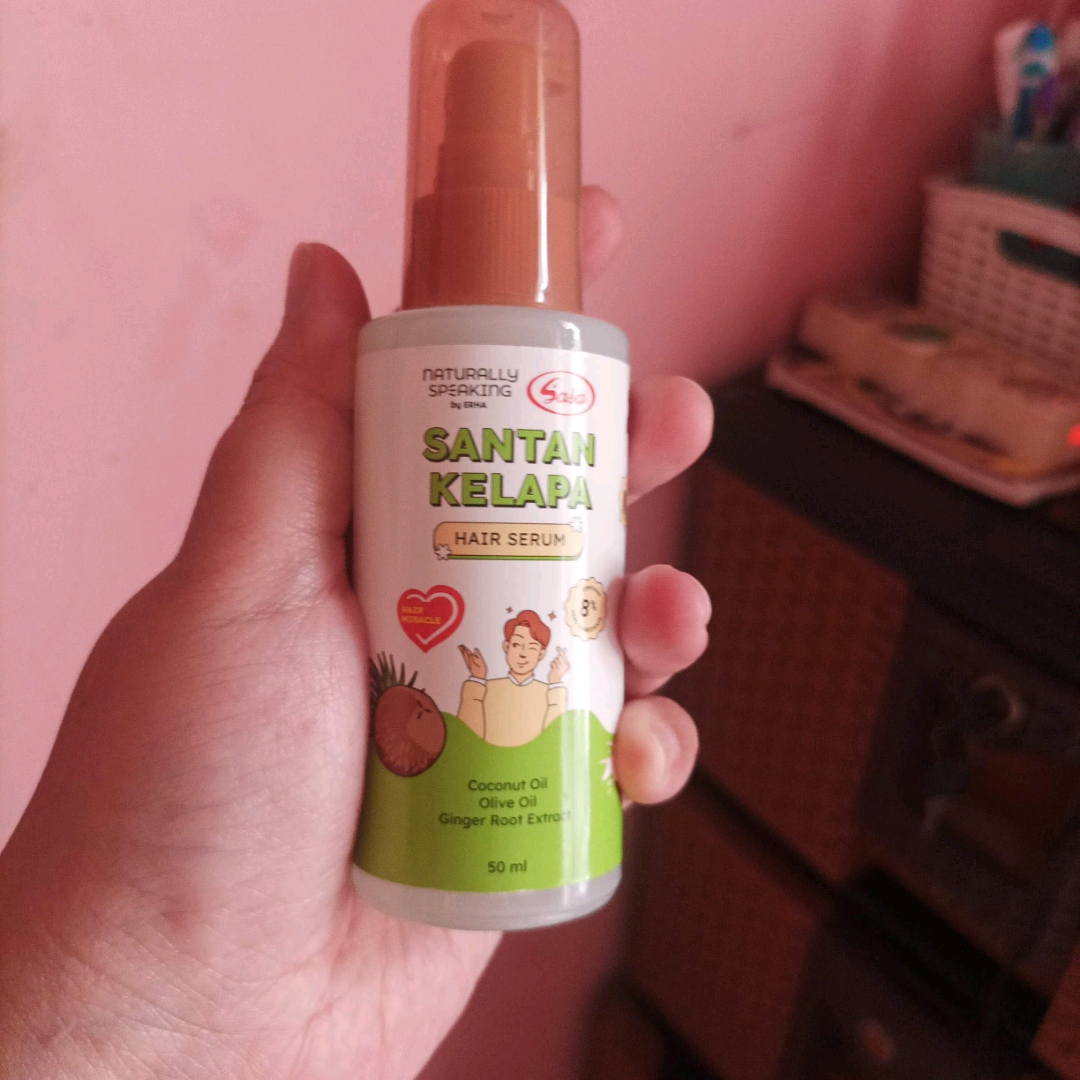 NATURALLY
SPEAKING
by ERHA
Sasa
SANTAN
KELAPA
HAIR SERUM
HAIR
MIRACLE
8%
Coconut Oil
Olive Oil
Ginger Root Extract
50 ml